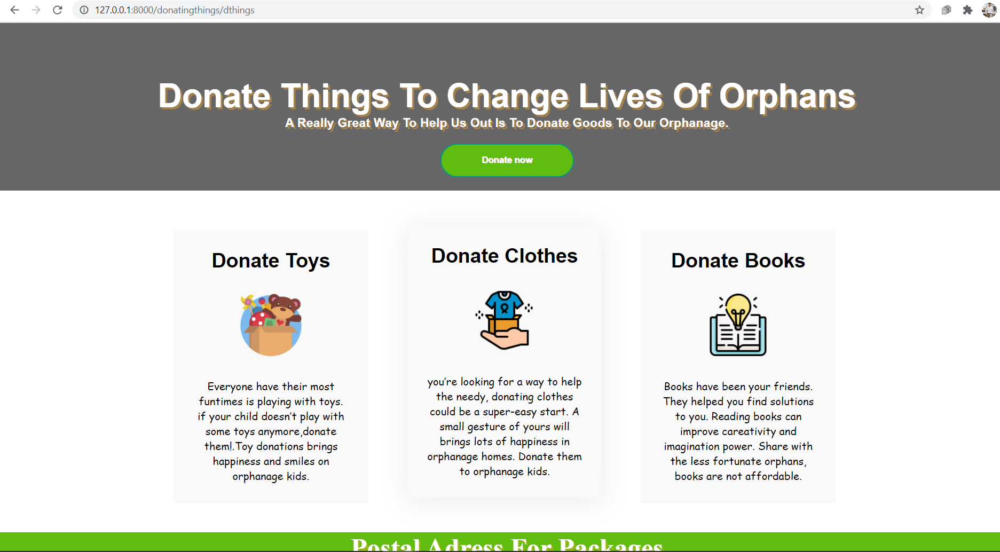 127.0.0.1:8000/donatingthings/dthings
Donate Things To Change Lives Of Orphans
A Really Great Way To Help Us Out Is To Donate Goods To Our Orphanage.
Donate now
Donate Toys
Everyone have their most
funtimes is playing with toys.
if your child doesn't play with
some toys anymore,donate
them!.Toy donations brings
happiness and smiles on
orphanage kids.
Donate Clothes
you're looking for a way to help
the needy, donating clothes
could be a super-easy start. A
small gesture of yours will
brings lots of happiness in
orphanage homes. Donate them
to orphanage kids.
Donate Books
Books have been your friends.
They helped you find solutions
to you. Reading books can
improve careativity and
imagination power. Share with
the less fortunate orphans,
books are not affordable.
Postal Adress For Packages